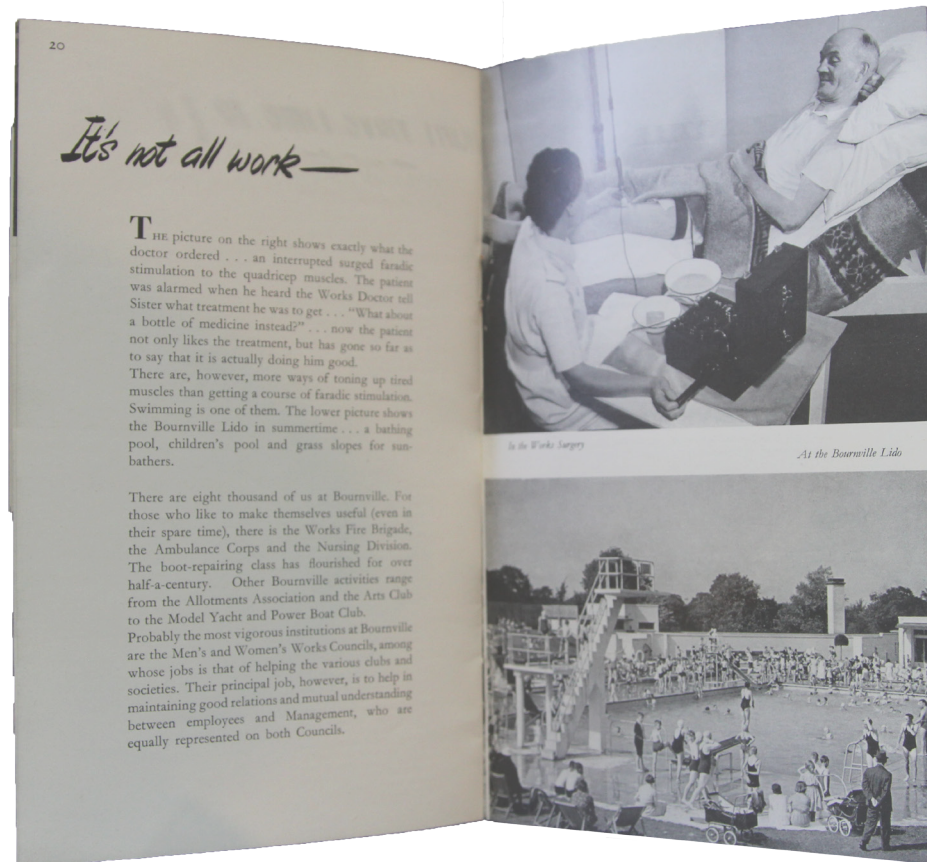 20
It's not all work—
THE picture on the right shows exactly what the
doctor ordered . . . an interrupted surged faradic
stimulation to the quadricep muscles. The patient
was alarmed when he heard the Works Doctor tell
Sister what treatment he was to get . . . "What about
a bottle of medicine instead?" . . . now the patient
not only likes the treatment, but has gone so far as
to say that it is actually doing him good.
There are, however, more ways of toning up tired
muscles than getting a course of faradic stimulation.
Swimming is one of them. The lower picture shows
the Bournville Lido in summertime . . . a bathing
pool, children's pool and grass slopes for sun-
bathers.
There are eight thousand of us at Bournville. For
those who like to make themselves useful (even in
their spare time), there is the Works Fire Brigade,
the Ambulance Corps and the Nursing Division.
The boot-repairing class has flourished for over
half-a-century. Other Bournville activities range
from the Allotments Association and the Arts Club
to the Model Yacht and Power Boat Club.
Probably the most vigorous institutions at Bournville
are the Men's and Women's Works Councils, among
whose jobs is that of helping the various clubs and
societies. Their principal job, however, is to help in
maintaining good relations and mutual understanding
between employees and Management, who are
equally represented on both Councils.
In the Works Surgery
At the Bournville Lido